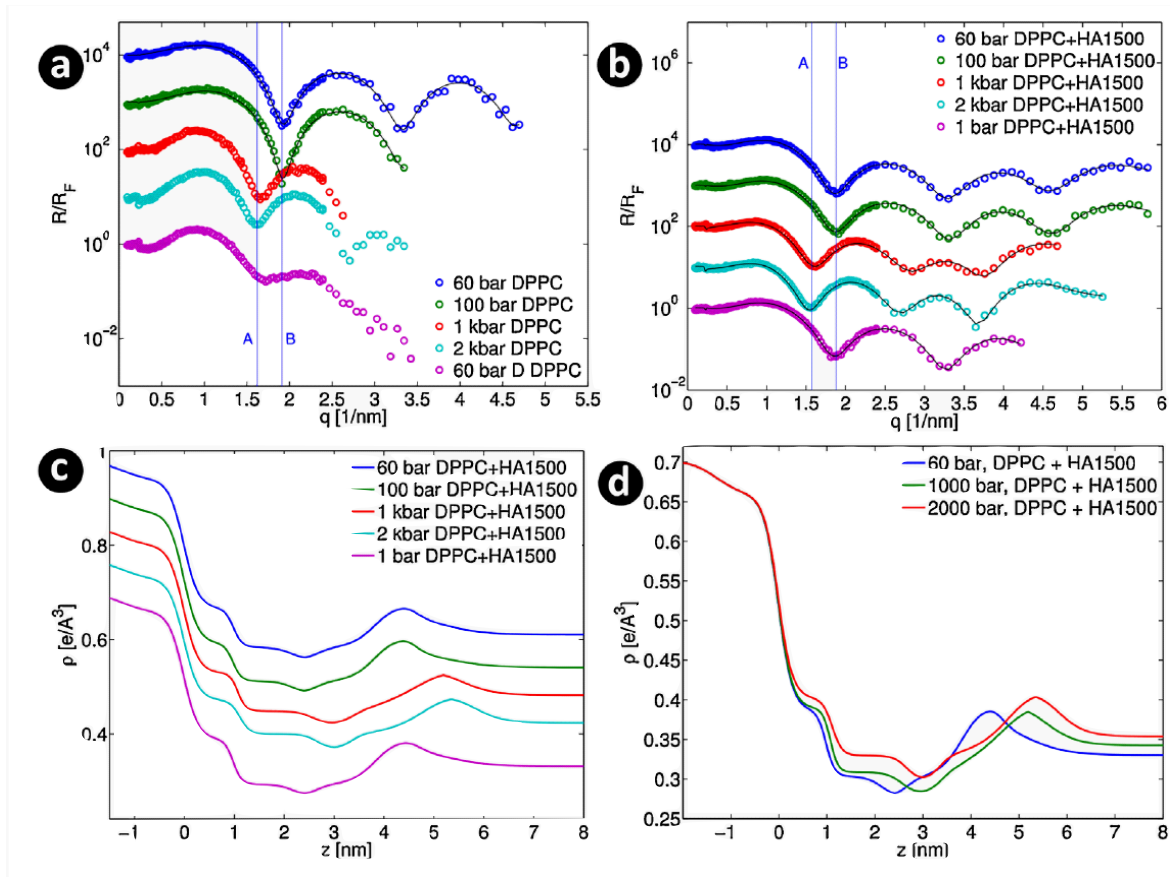 a
10^4
10^2
10^0
10^-2
R/R_F
A
B
60 bar DPPC
100 bar DPPC
1 kbar DPPC
2 kbar DPPC
60 bar D DPPC
0 0.5 1 1.5 2 2.5 3 3.5 4 4.5 5 5.5
q [1/nm]
b
10^6
10^4
10^2
10^0
10^-2
R/R_F
A B
60 bar DPPC+HA1500
100 bar DPPC+HA1500
1 kbar DPPC+HA1500
2 kbar DPPC+HA1500
1 bar DPPC+HA1500
0 0.5 1 1.5 2 2.5 3 3.5 4 4.5 5 5.5 6
q [1/nm]
c
1
0.8
0.6
0.4
ρ [e/A^3]
60 bar DPPC+HA1500
100 bar DPPC+HA1500
1 kbar DPPC+HA1500
2 kbar DPPC+HA1500
1 bar DPPC+HA1500
−1 0 1 2 3 4 5 6 7 8
z [nm]
d
0.7
0.65
0.6
0.55
0.5
0.45
0.4
0.35
0.3
0.25
ρ [e/A^3]
60 bar, DPPC + HA1500
1000 bar, DPPC + HA1500
2000 bar, DPPC + HA1500
−1 0 1 2 3 4 5 6 7 8
z [nm]